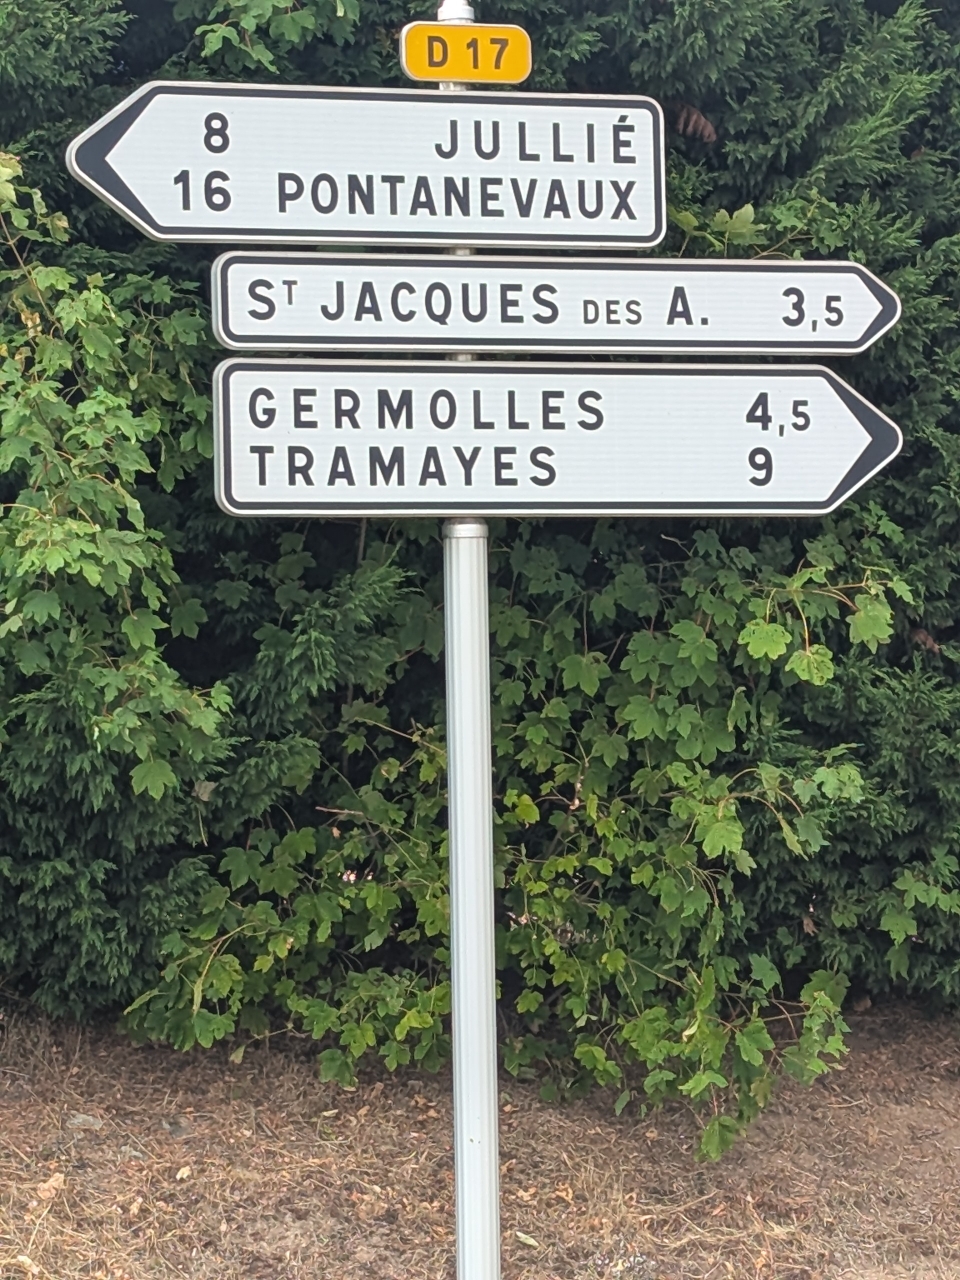 D 17
8 JULLIÉ
16 PONTANEVAUX
ST JACQUES DES A. 3,5
GERMOLLES 4,5
TRAMAYES 9